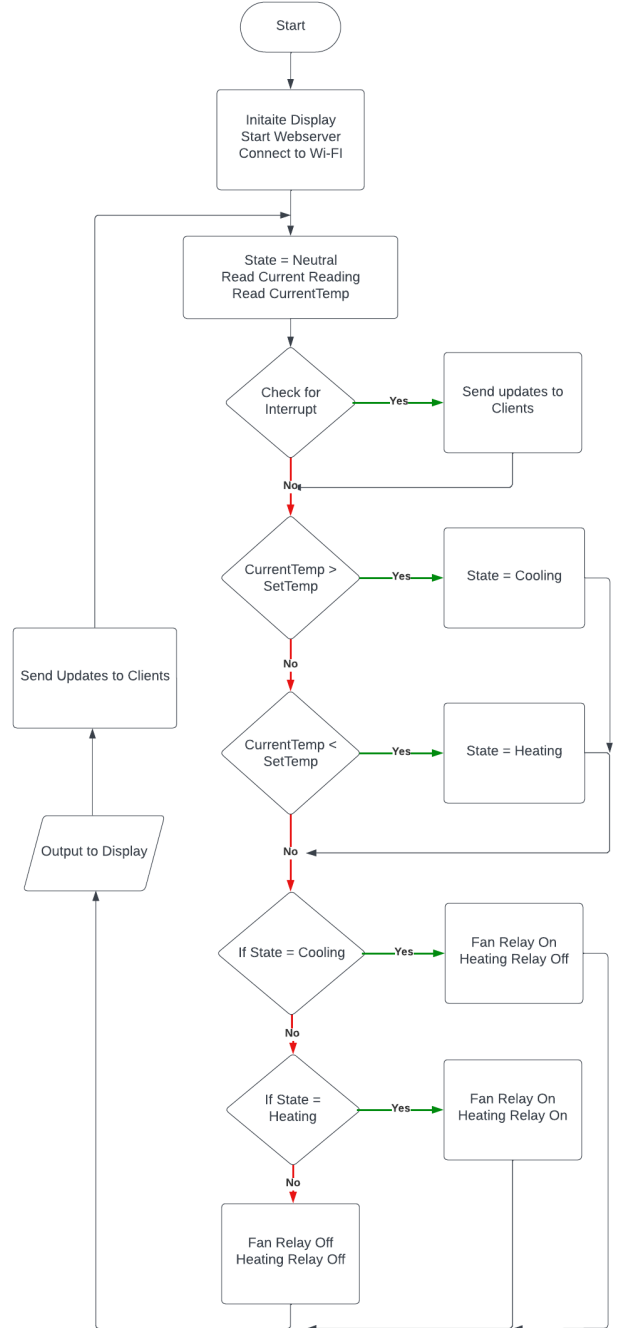 Start
Initaite Display
Start Webserver
Connect to Wi-FI
State = Neutral
Read Current Reading
Read CurrentTemp
Check for
Interrupt
Yes
Send updates to
Clients
No
CurrentTemp >
SetTemp
Yes
State = Cooling
No
Send Updates to Clients
CurrentTemp <
SetTemp
Yes
State = Heating
No
Output to Display
If State = Cooling
Yes
Fan Relay On
Heating Relay Off
No
If State =
Heating
Yes
Fan Relay On
Heating Relay On
No
Fan Relay Off
Heating Relay Off